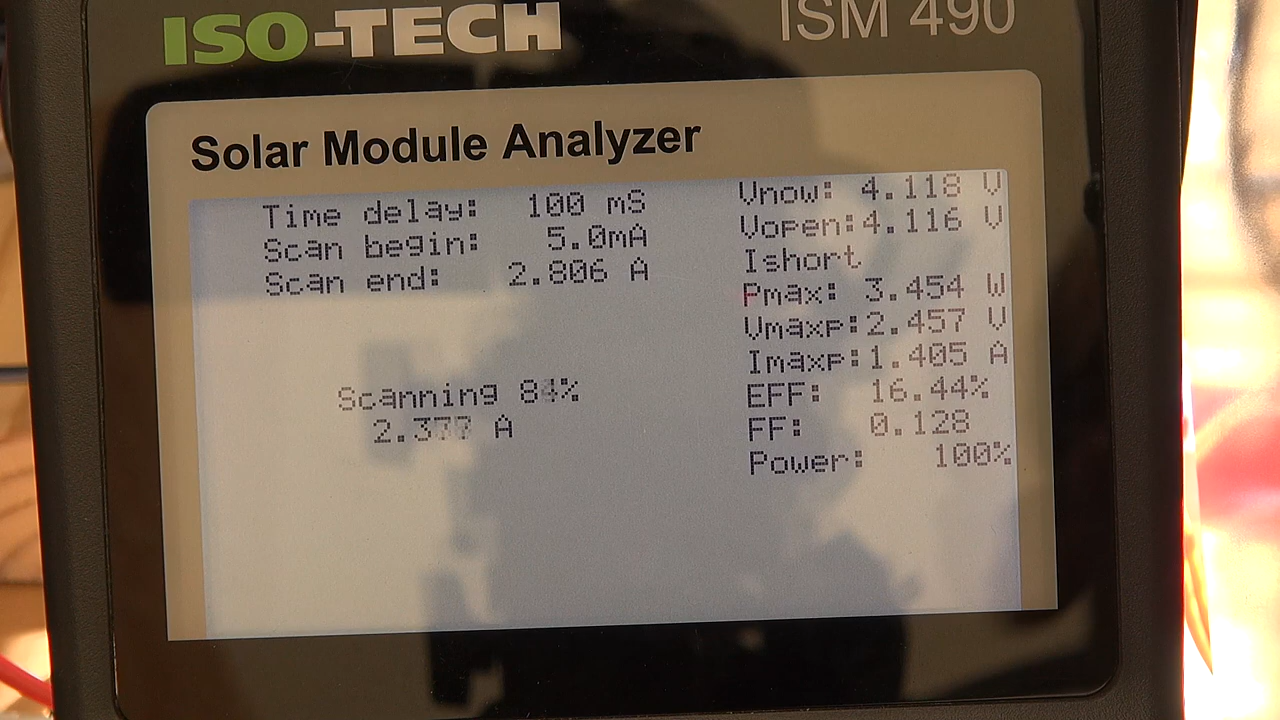 ISO-TECH
ISM 490
Solar Module Analyzer
Time delay: 100 mS
Scan begin: 5.0mA
Scan end: 2.806 A
Scanning 84%
A
Vnow: 4.118 V
Vopen:4.116 V
Ishort
Pmax: 3.454 W
Vmaxp:2.457 V
Imaxp:1.405 A
EFF: 16.44%
FF: 0.128
Power: 100%